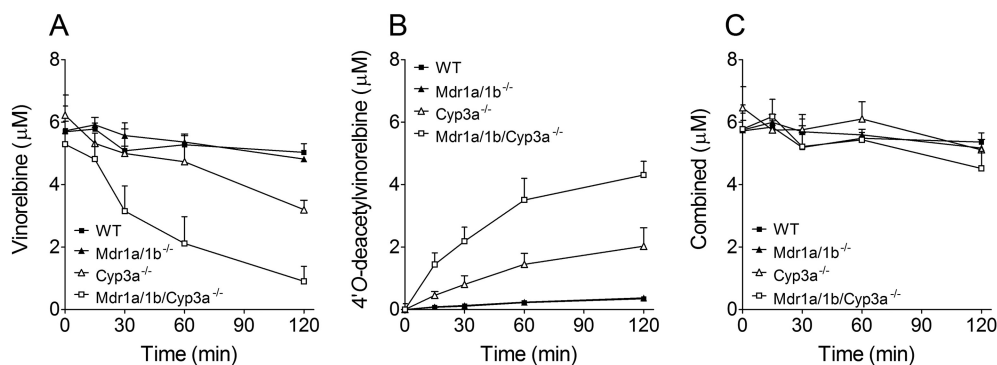 A
Vinorelbine (μM)
8
6
4
2
0
WT
Mdr1a/1b-/-
Cyp3a-/-
Mdr1a/1b/Cyp3a-/-
0 30 60 90 120
Time (min)
B
4'O-deacetylvinorelbine (μM)
8
6
4
2
0
WT
Mdr1a/1b-/-
Cyp3a-/-
Mdr1a/1b/Cyp3a-/-
0 30 60 90 120
Time (min)
C
Combined (μM)
8
6
4
2
0
WT
Mdr1a/1b-/-
Cyp3a-/-
Mdr1a/1b/Cyp3a-/-
0 30 60 90 120
Time (min)